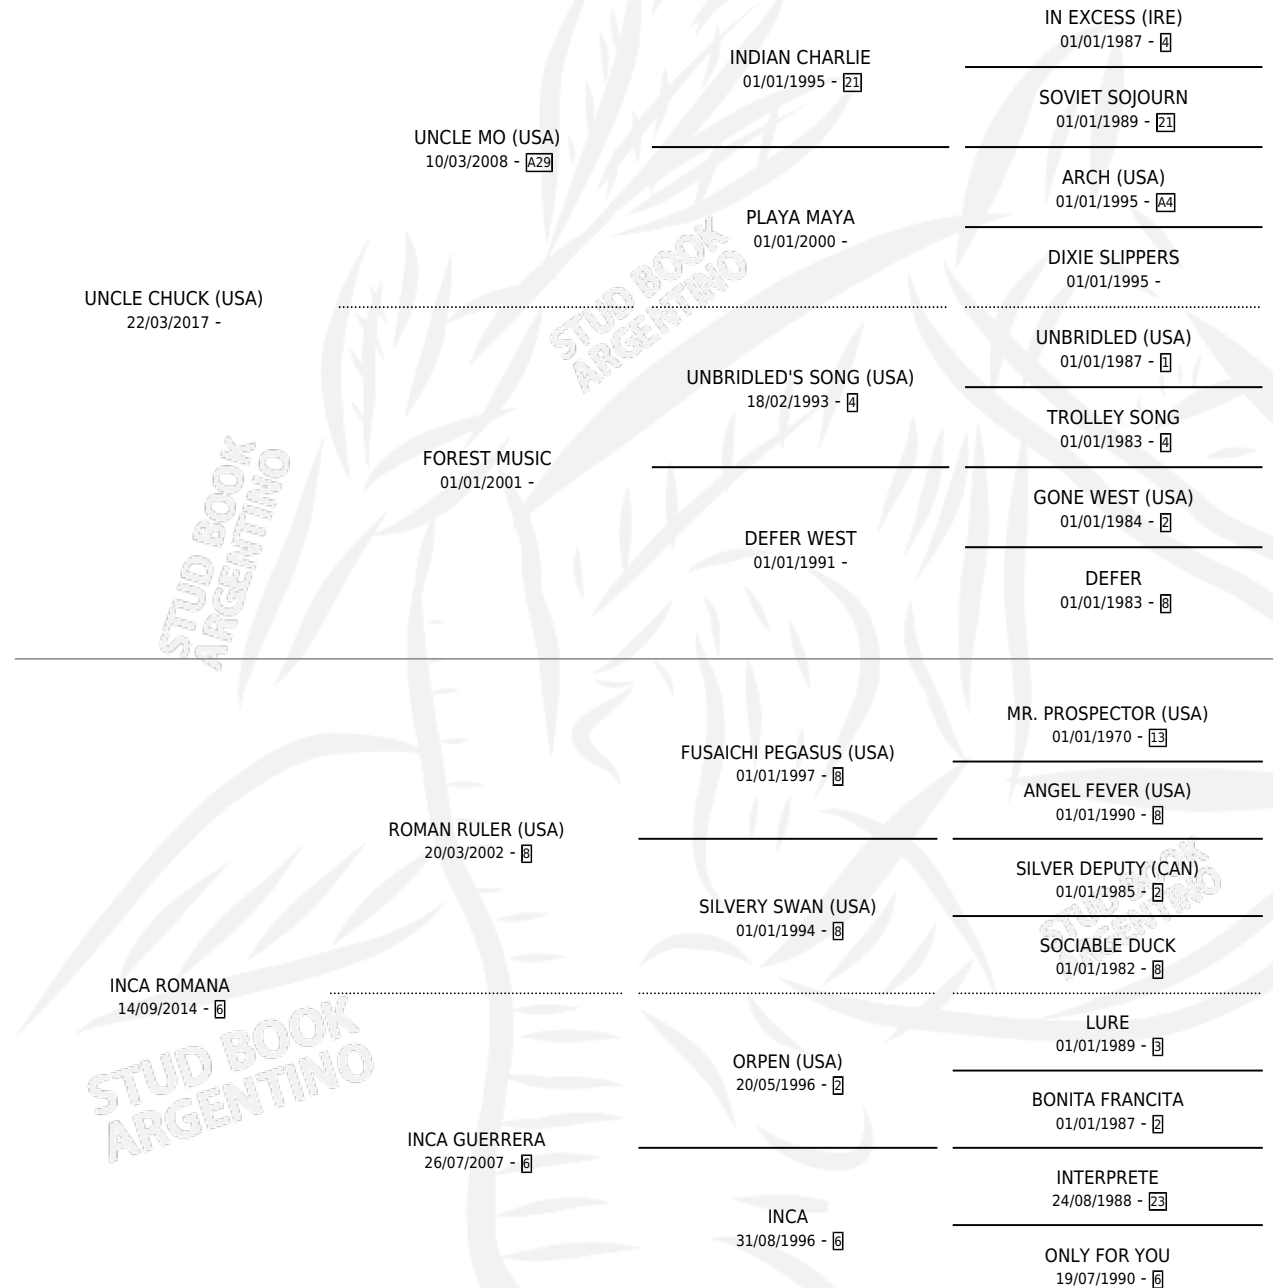 IN EXCESS (IRE)
01/01/1987 - 4
INDIAN CHARLIE
01/01/1995 - 21
SOVIET SOJOURN
01/01/1989 - 21
UNCLE MO (USA)
10/03/2008 - A29
ARCH (USA)
01/01/1995 - A4
PLAYA MAYA
01/01/2000 -
DIXIE SLIPPERS
01/01/1995 -
UNCLE CHUCK (USA)
22/03/2017 -
UNBRIDLED (USA)
01/01/1987 - 1
UNBRIDLED'S SONG (USA)
18/02/1993 - 4
TROLLEY SONG
01/01/1983 - 4
FOREST MUSIC
01/01/2001 -
GONE WEST (USA)
01/01/1984 - 2
DEFER WEST
01/01/1991 -
DEFER
01/01/1983 - 8
STUD BOOK
ARGENTINO
STUD BOOK
ARGENTINO
MR. PROSPECTOR (USA)
01/01/1970 - 13
FUSAICHI PEGASUS (USA)
01/01/1997 - 8
ANGEL FEVER (USA)
01/01/1990 - 8
ROMAN RULER (USA)
20/03/2002 - 8
SILVER DEPUTY (CAN)
01/01/1985 - 2
SILVERY SWAN (USA)
01/01/1994 - 8
SOCIABLE DUCK
01/01/1982 - 8
INCA ROMANA
14/09/2014 - 6
LURE
01/01/1989 - 3
ORPEN (USA)
20/05/1996 - 2
BONITA FRANCITA
01/01/1987 - 2
INCA GUERRERA
26/07/2007 - 6
INTERPRETE
24/08/1988 - 23
INCA
31/08/1996 - 6
ONLY FOR YOU
19/07/1990 - 6
STUD BOOK
ARGENTINO
STUD BOOK
ARGENTINO